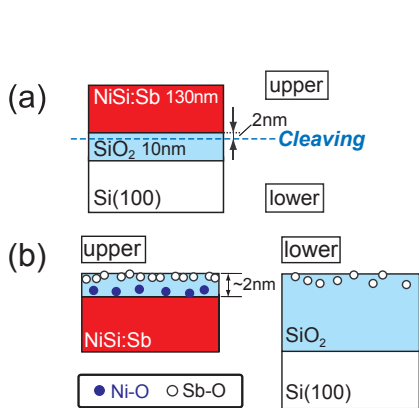 (a)
upper
NiSi:Sb 130nm
2nm
Cleaving
SiO₂ 10nm
Si(100)
lower
(b)
upper
lower
~2nm
NiSi:Sb
SiO₂
Si(100)
Ni-O Sb-O